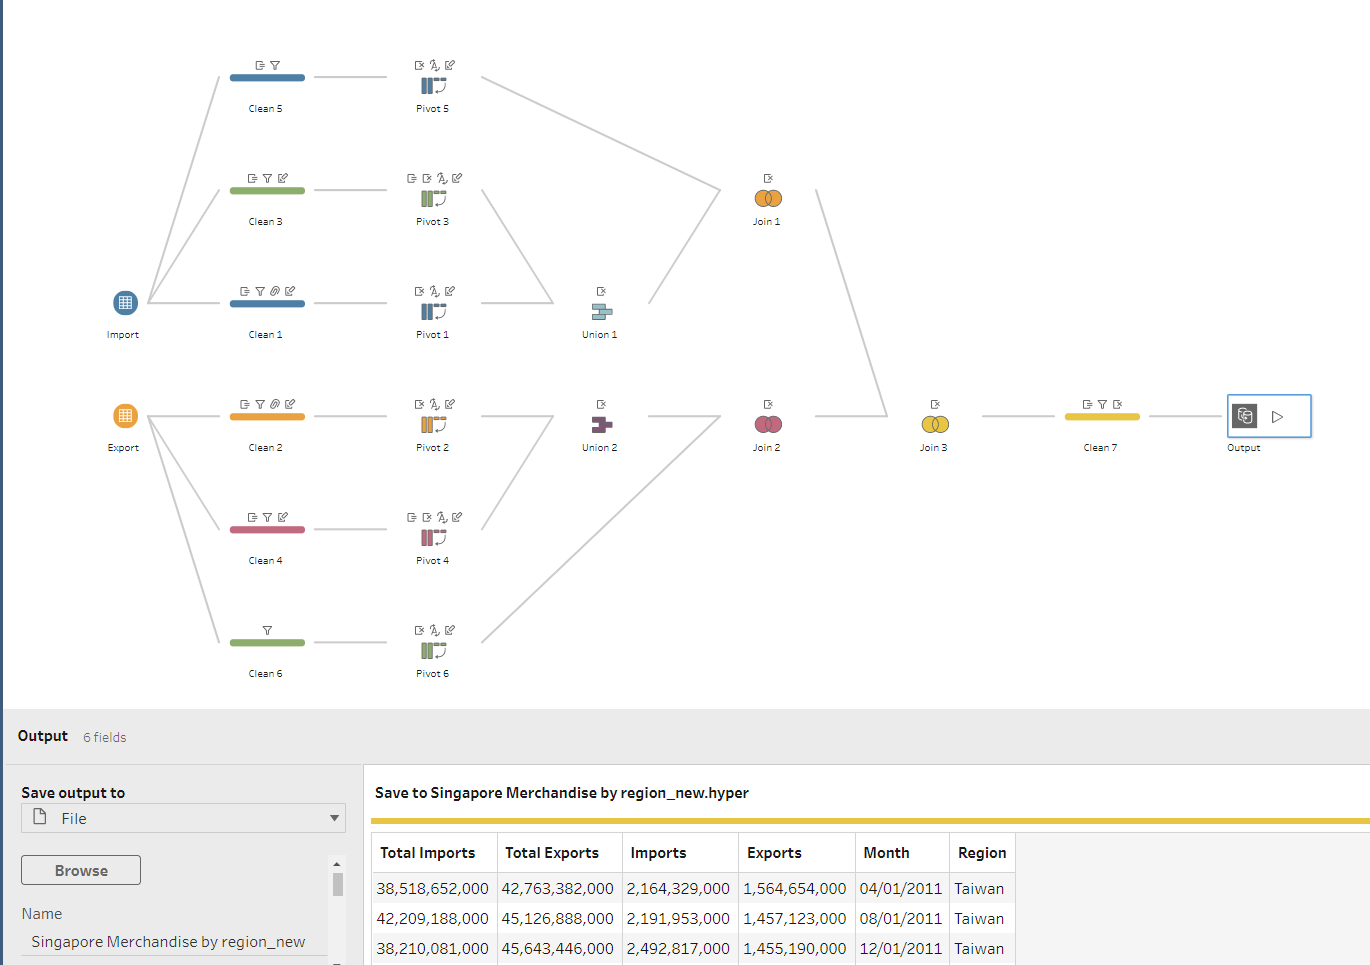 Clean 5
Pivot 5
Clean 3
Pivot 3
Join 1
Import
Clean 1
Pivot 1
Union 1
Export
Clean 2
Pivot 2
Union 2
Join 2
Join 3
Clean 7
Output
Clean 4
Pivot 4
Clean 6
Pivot 6
Output 6 fields
Save output to
File
Browse
Name
Singapore Merchandise by region_new
Save to Singapore Merchandise by region_new.hyper
Total Imports Total Exports Imports Exports Month Region
38,518,652,000 42,763,382,000 2,164,329,000 1,564,654,000 04/01/2011 Taiwan
42,209,188,000 45,126,888,000 2,191,953,000 1,457,123,000 08/01/2011 Taiwan
38,210,081,000 45,643,446,000 2,492,817,000 1,455,190,000 12/01/2011 Taiwan